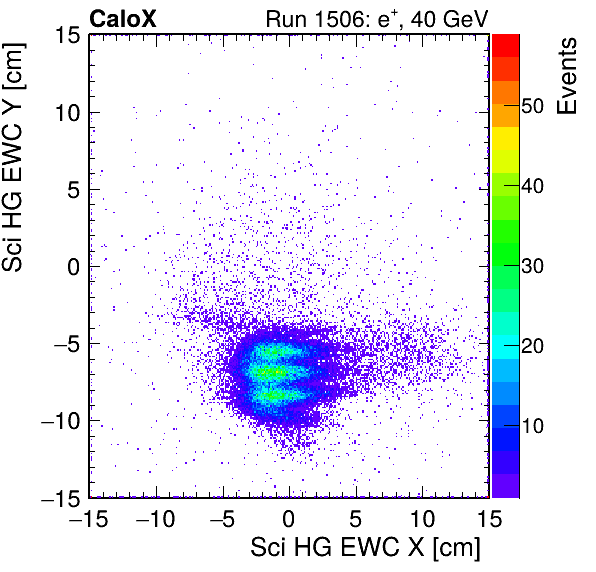 CaloX Run 1506: e+, 40 GeV
Sci HG EWC Y [cm]
Events
15
10
5
0
−5
−10
−15
50
40
30
20
10
−15 −10 −5 0 5 10 15
Sci HG EWC X [cm]